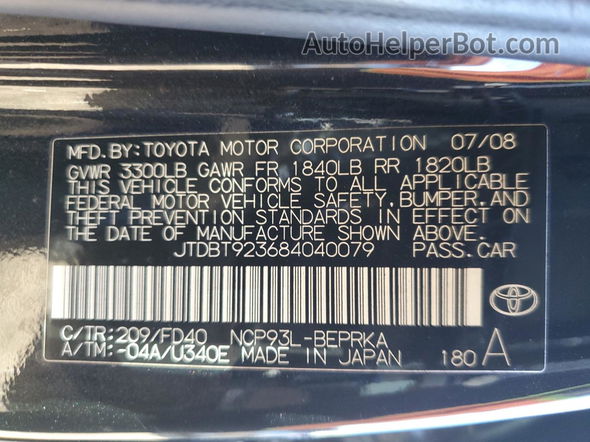 AutoHelperBot.com
MFD. BY: TOYOTA MOTOR CORPORATION 07/08
GVWR 3300LB GAWR FR 1840LB RR 1820LB
THIS VEHICLE CONFORMS TO ALL APPLICABLE
FEDERAL MOTOR VEHICLE SAFETY, BUMPER, AND
THEFT PREVENTION STANDARDS IN EFFECT ON
THE DATE OF MANUFACTURE SHOWN ABOVE.
JTDBT923684040079 PASS. CAR
C/TR: 209/FD40 NCP93L-BEPRKA
A/TM: -04A/U340E MADE IN JAPAN 180 A